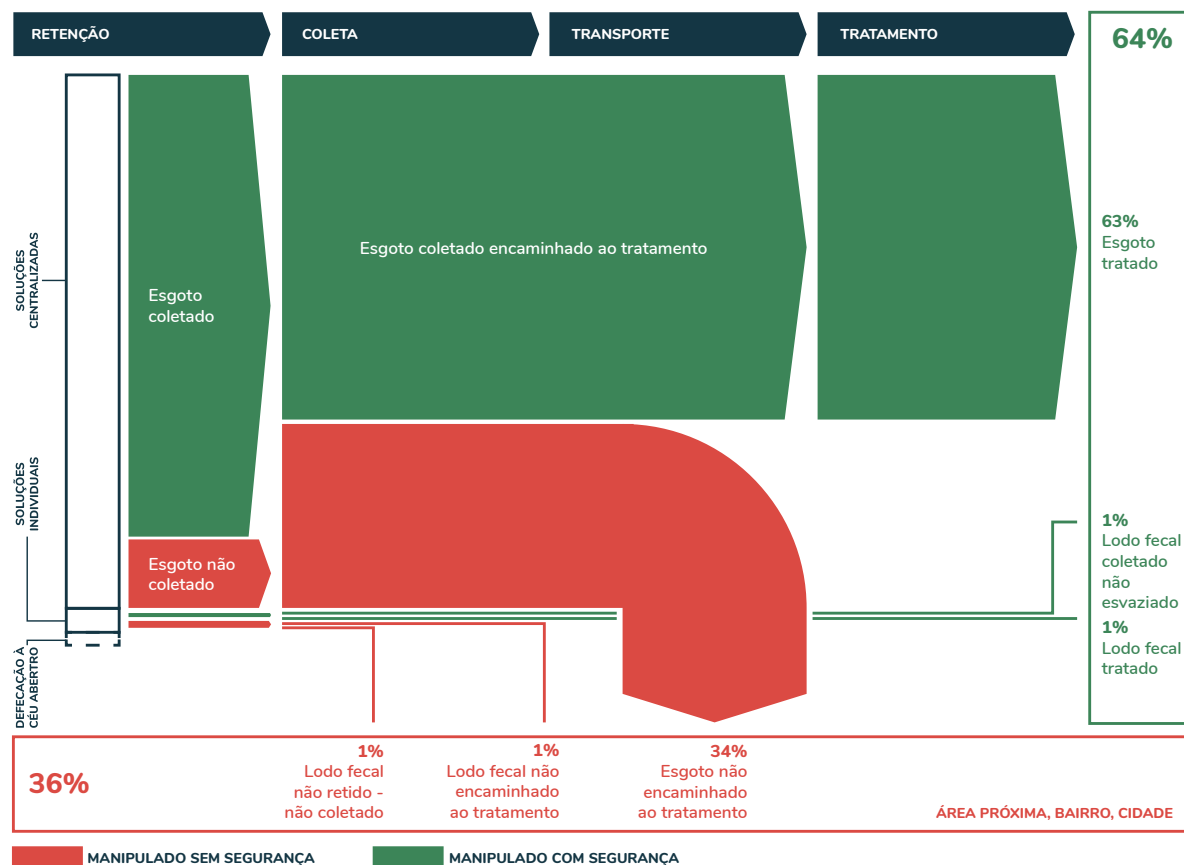 RETENÇÃO
COLETA
TRANSPORTE
TRATAMENTO
64%
SOLUÇÕES
CENTRALIZADAS
Esgoto
coletado
Esgoto coletado encaminhado ao tratamento
63%
Esgoto
tratado
SOLUÇÕES
INDIVIDUAIS
Esgoto não
coletado
1%
Lodo fecal
coletado
não
esvaziado
1%
Lodo fecal
tratado
DEFECAÇÃO À
CÉU ABERTRO
36%
1%
Lodo fecal
não retido -
não coletado
1%
Lodo fecal não
encaminhado
ao tratamento
34%
Esgoto não
encaminhado
ao tratamento
ÁREA PRÓXIMA, BAIRRO, CIDADE
MANIPULADO SEM SEGURANÇA
MANIPULADO COM SEGURANÇA